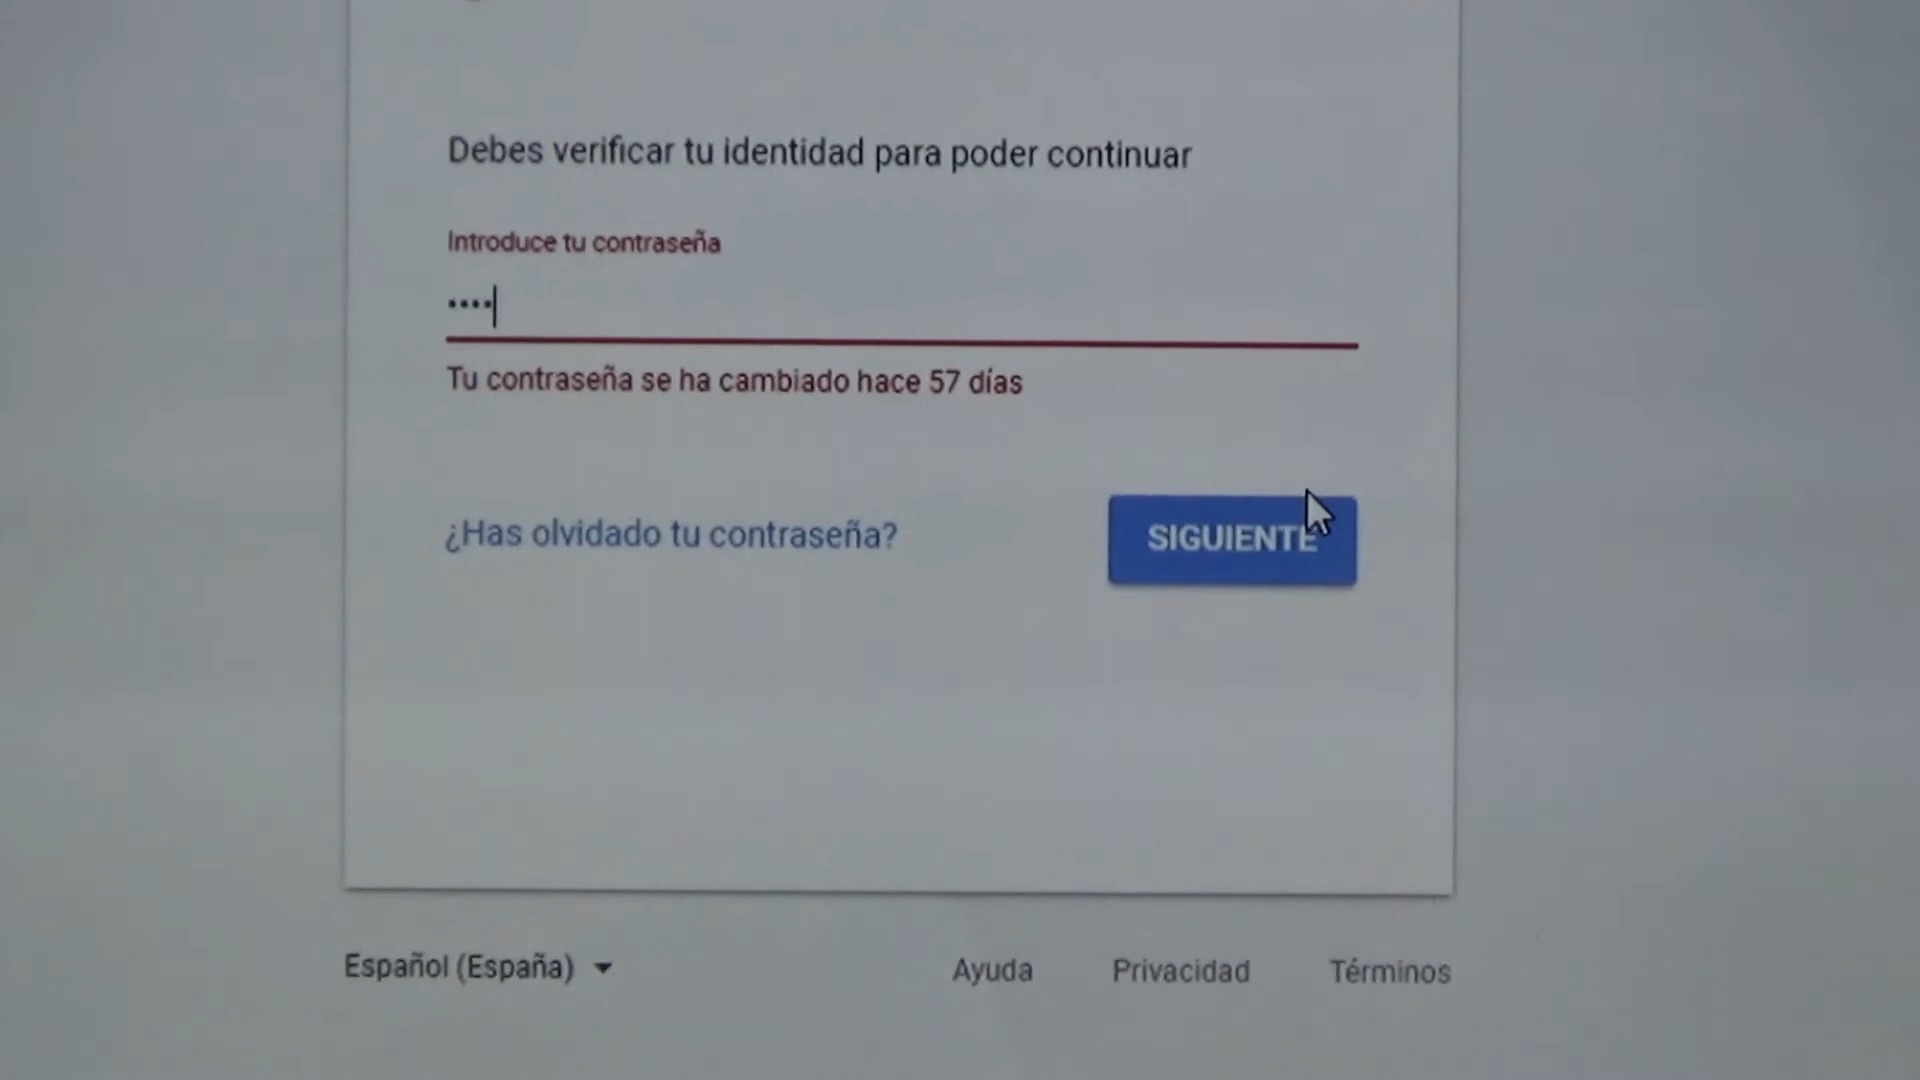 Debes verificar tu identidad para poder continuar
Introduce tu contraseña
••••
Tu contraseña se ha cambiado hace 57 días
¿Has olvidado tu contraseña?
SIGUIENTE
Español (España)
Ayuda
Privacidad
Términos